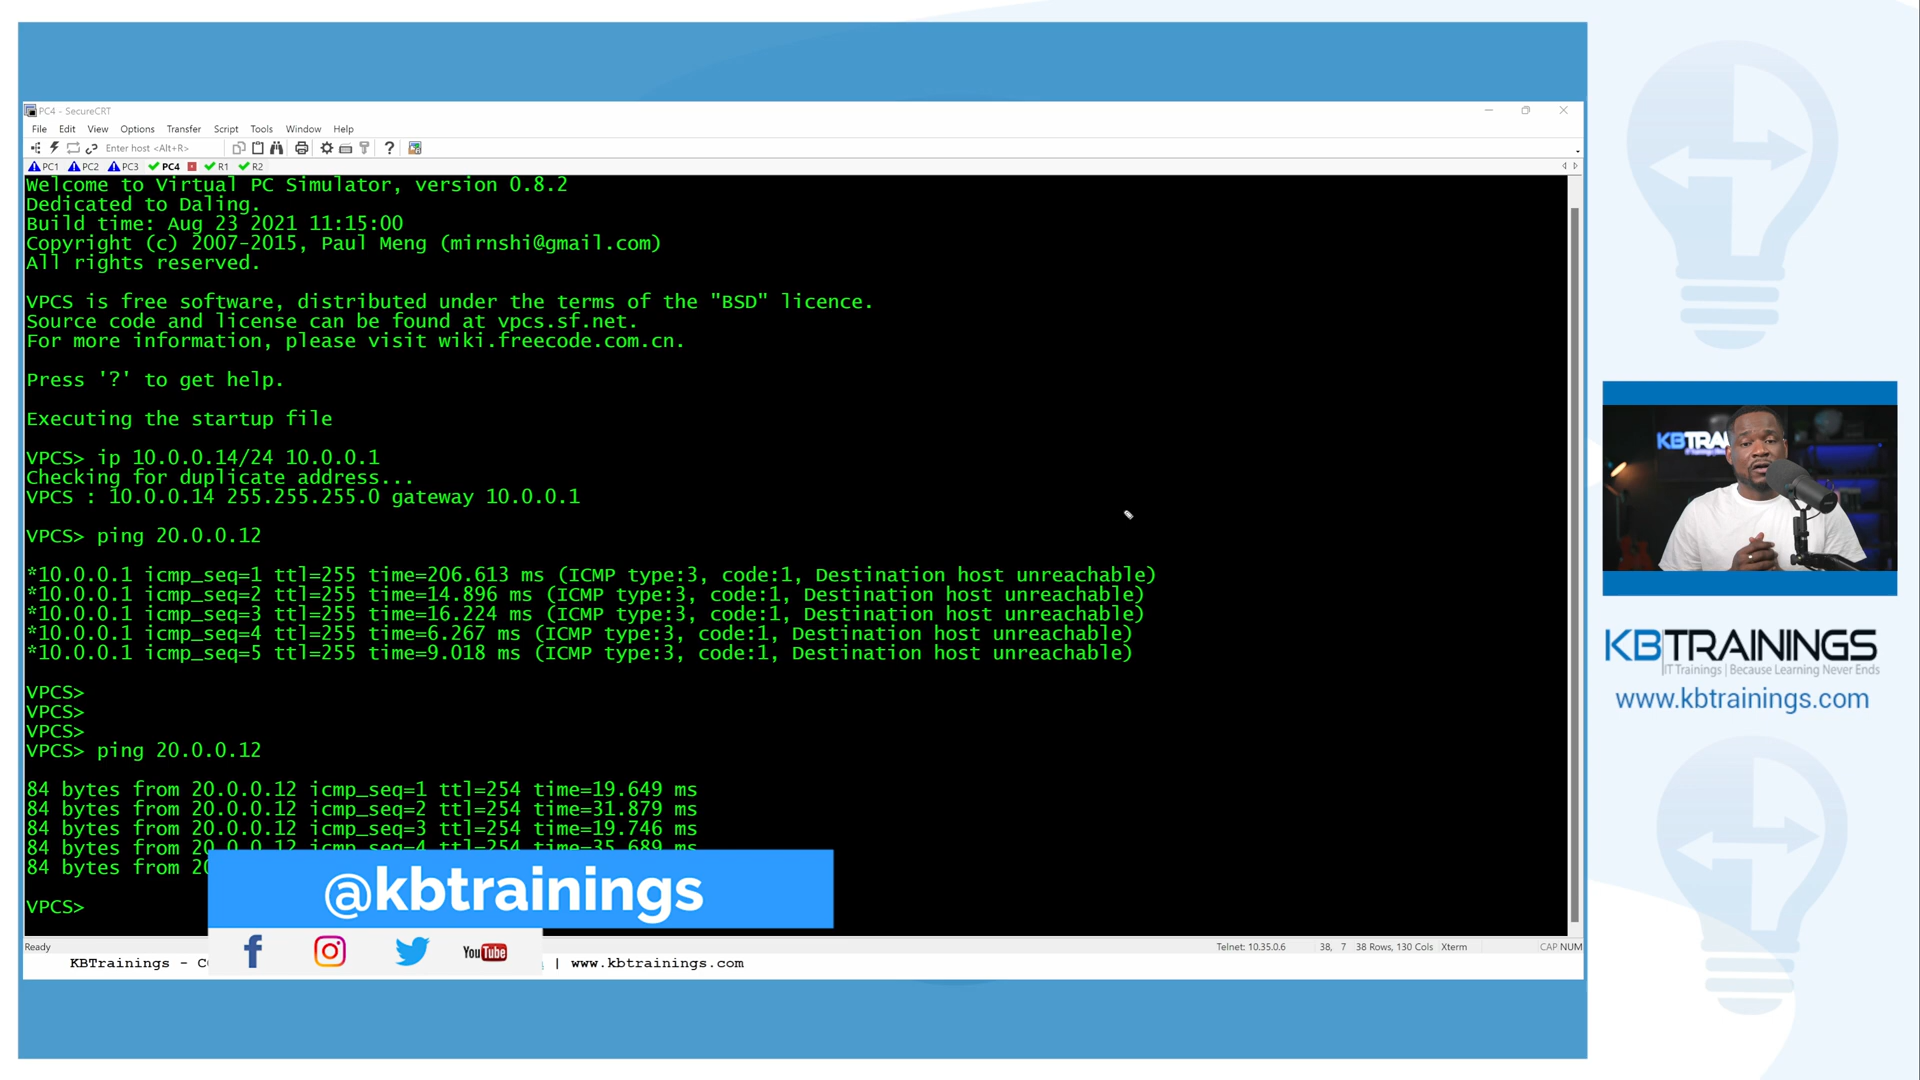 PC4 - SecureCRT
File Edit View Options Transfer Script Tools Window Help
Enter host <Alt+R>
PC1 PC2 PC3 PC4 R1 R2
Welcome to Virtual PC Simulator, version 0.8.2
Dedicated to Daling.
Build time: Aug 23 2021 11:15:00
Copyright (c) 2007-2015, Paul Meng (mirnshi@gmail.com)
All rights reserved.
VPCS is free software, distributed under the terms of the "BSD" licence.
Source code and license can be found at vpcs.sf.net.
For more information, please visit wiki.freecode.com.cn.
Press '?' to get help.
Executing the startup file
VPCS> ip 10.0.0.14/24 10.0.0.1
Checking for duplicate address...
VPCS : 10.0.0.14 255.255.255.0 gateway 10.0.0.1
VPCS> ping 20.0.0.12
*10.0.0.1 icmp_seq=1 ttl=255 time=206.613 ms (ICMP type:3, code:1, Destination host unreachable)
*10.0.0.1 icmp_seq=2 ttl=255 time=14.896 ms (ICMP type:3, code:1, Destination host unreachable)
*10.0.0.1 icmp_seq=3 ttl=255 time=16.224 ms (ICMP type:3, code:1, Destination host unreachable)
*10.0.0.1 icmp_seq=4 ttl=255 time=6.267 ms (ICMP type:3, code:1, Destination host unreachable)
*10.0.0.1 icmp_seq=5 ttl=255 time=9.018 ms (ICMP type:3, code:1, Destination host unreachable)
VPCS>
VPCS>
VPCS>
VPCS> ping 20.0.0.12
84 bytes from 20.0.0.12 icmp_seq=1 ttl=254 time=19.649 ms
84 bytes from 20.0.0.12 icmp_seq=2 ttl=254 time=31.879 ms
84 bytes from 20.0.0.12 icmp_seq=3 ttl=254 time=19.746 ms
84 bytes from 20.0.0.12 icmp_seq=4 ttl=254 time=35.689 ms
84 bytes from 20
VPCS>
@kbtrainings
YouTube
Ready Telnet: 10.35.0.6 38, 7 38 Rows, 130 Cols Xterm CAP NUM
KBTrainings - C | www.kbtrainings.com
KBTRA
KBTRAININGS
IT Trainings | Because Learning Never Ends
www.kbtrainings.com